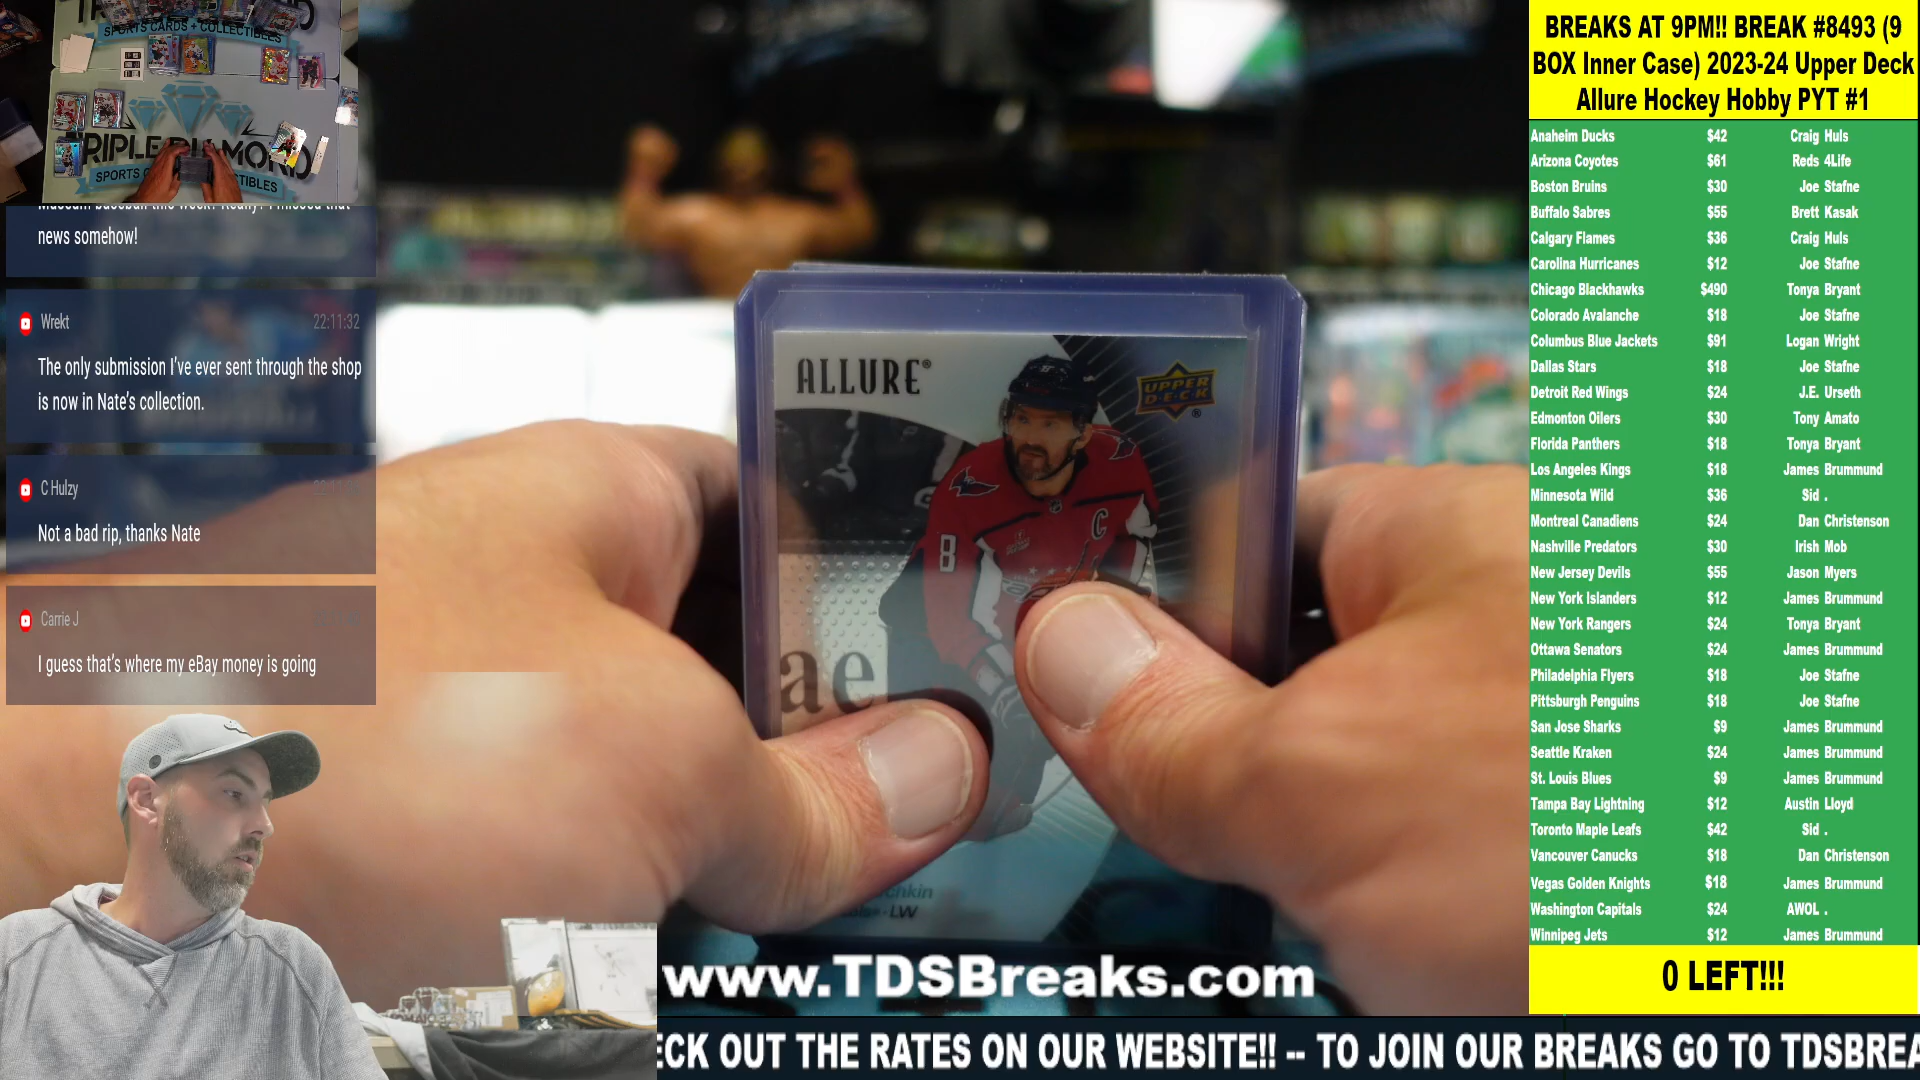 SPORTS CARDS + COLLECTIBLES
news somehow!
Wrekt 22:11:32
The only submission I've ever sent through the shop
is now in Nate's collection.
C Hulzy
Not a bad rip, thanks Nate
Carrie J
I guess that's where my eBay money is going
ALLURE®
UPPER
DECK
®
8
C
8
ae
LW
www.TDSBreaks.com
ECK OUT THE RATES ON OUR WEBSITE!! -- TO JOIN OUR BREAKS GO TO TDSBREA
BREAKS AT 9PM!! BREAK #8493 (9
BOX Inner Case) 2023-24 Upper Deck
Allure Hockey Hobby PYT #1
Anaheim Ducks $42 Craig Huls
Arizona Coyotes $61 Reds 4Life
Boston Bruins $30 Joe Stafne
Buffalo Sabres $55 Brett Kasak
Calgary Flames $36 Craig Huls
Carolina Hurricanes $12 Joe Stafne
Chicago Blackhawks $490 Tonya Bryant
Colorado Avalanche $18 Joe Stafne
Columbus Blue Jackets $91 Logan Wright
Dallas Stars $18 Joe Stafne
Detroit Red Wings $24 J.E. Urseth
Edmonton Oilers $30 Tony Amato
Florida Panthers $18 Tonya Bryant
Los Angeles Kings $18 James Brummund
Minnesota Wild $36 Sid .
Montreal Canadiens $24 Dan Christenson
Nashville Predators $30 Irish Mob
New Jersey Devils $55 Jason Myers
New York Islanders $12 James Brummund
New York Rangers $24 Tonya Bryant
Ottawa Senators $24 James Brummund
Philadelphia Flyers $18 Joe Stafne
Pittsburgh Penguins $18 Joe Stafne
San Jose Sharks $9 James Brummund
Seattle Kraken $24 James Brummund
St. Louis Blues $9 James Brummund
Tampa Bay Lightning $12 Austin Lloyd
Toronto Maple Leafs $42 Sid .
Vancouver Canucks $18 Dan Christenson
Vegas Golden Knights $18 James Brummund
Washington Capitals $24 AWOL .
Winnipeg Jets $12 James Brummund
0 LEFT!!!